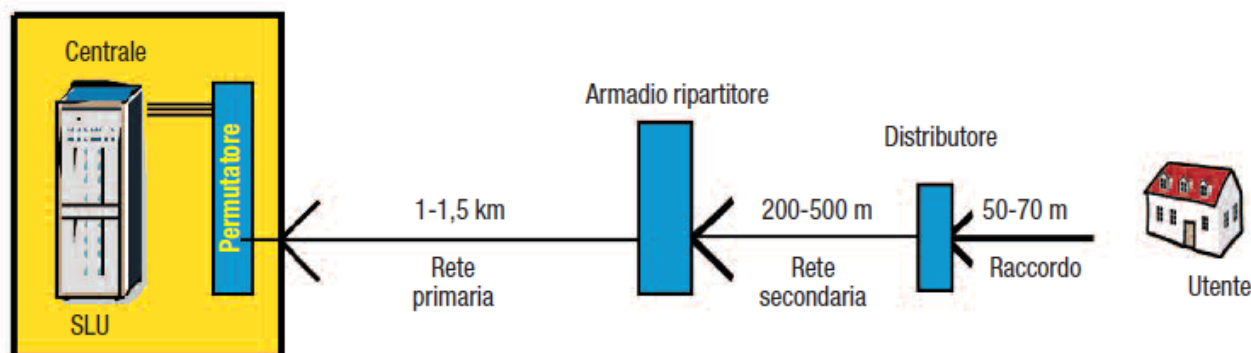 Centrale
Permutatore
SLU
1-1,5 km
Rete
primaria
Armadio ripartitore
200-500 m
Rete
secondaria
Distributore
50-70 m
Raccordo
Utente